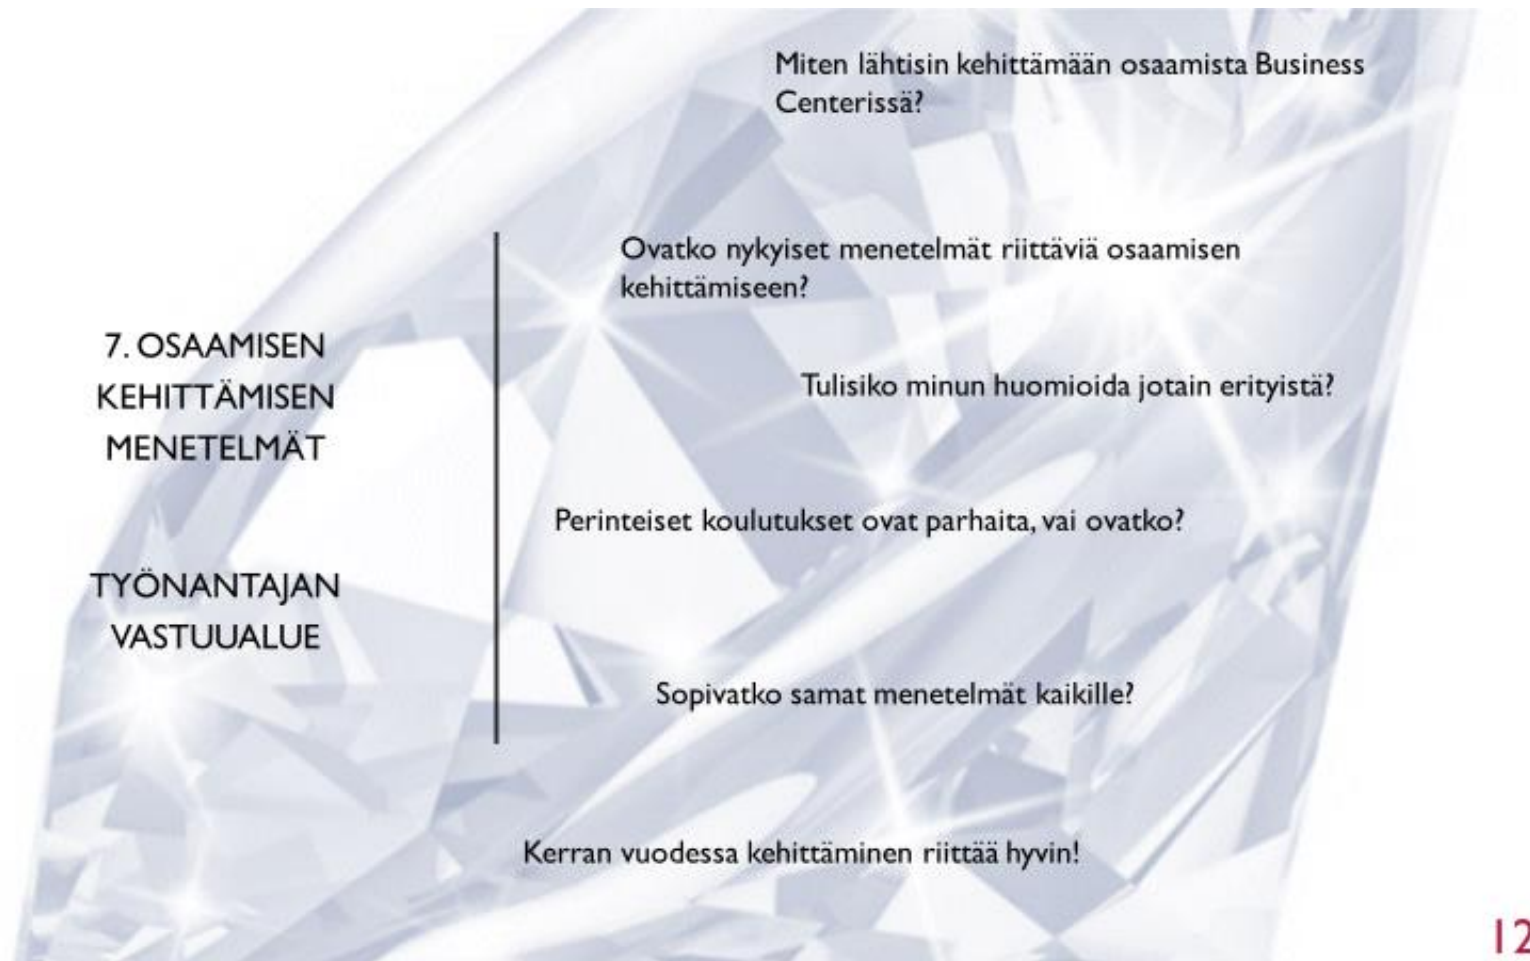 7. OSAAMISEN
KEHITTÄMISEN
MENETELMÄT
TYÖNANTAJAN
VASTUUALUE
Miten lähtisin kehittämään osaamista Business
Centerissä?
Ovatko nykyiset menetelmät riittäviä osaamisen
kehittämiseen?
Tulisiko minun huomioida jotain erityistä?
Perinteiset koulutukset ovat parhaita, vai ovatko?
Sopivatko samat menetelmät kaikille?
Kerran vuodessa kehittäminen riittää hyvin!
12